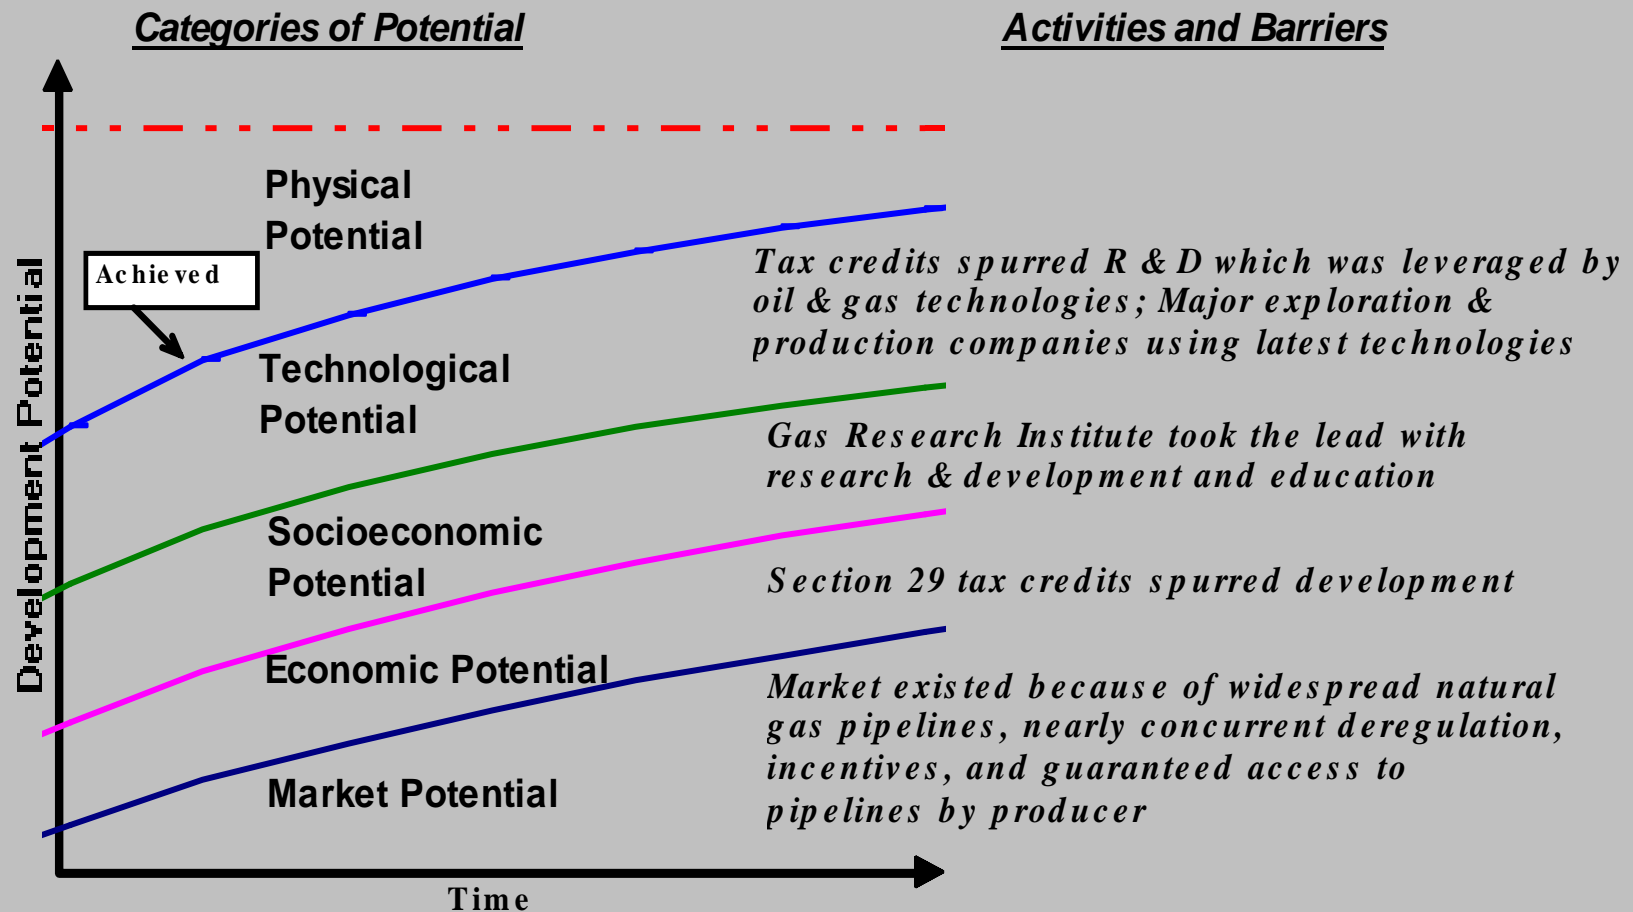 Categories of Potential
Activities and Barriers
Physical
Potential
Achieved
Tax credits spurred R & D which was leveraged by
oil & gas technologies; Major exploration &
production companies using latest technologies
Technological
Potential
Gas Research Institute took the lead with
research & development and education
Socioeconomic
Potential
Section 29 tax credits spurred development
Economic Potential
Market existed because of widespread natural
gas pipelines, nearly concurrent deregulation,
incentives, and guaranteed access to
pipelines by producer
Market Potential
Development Potential
Time